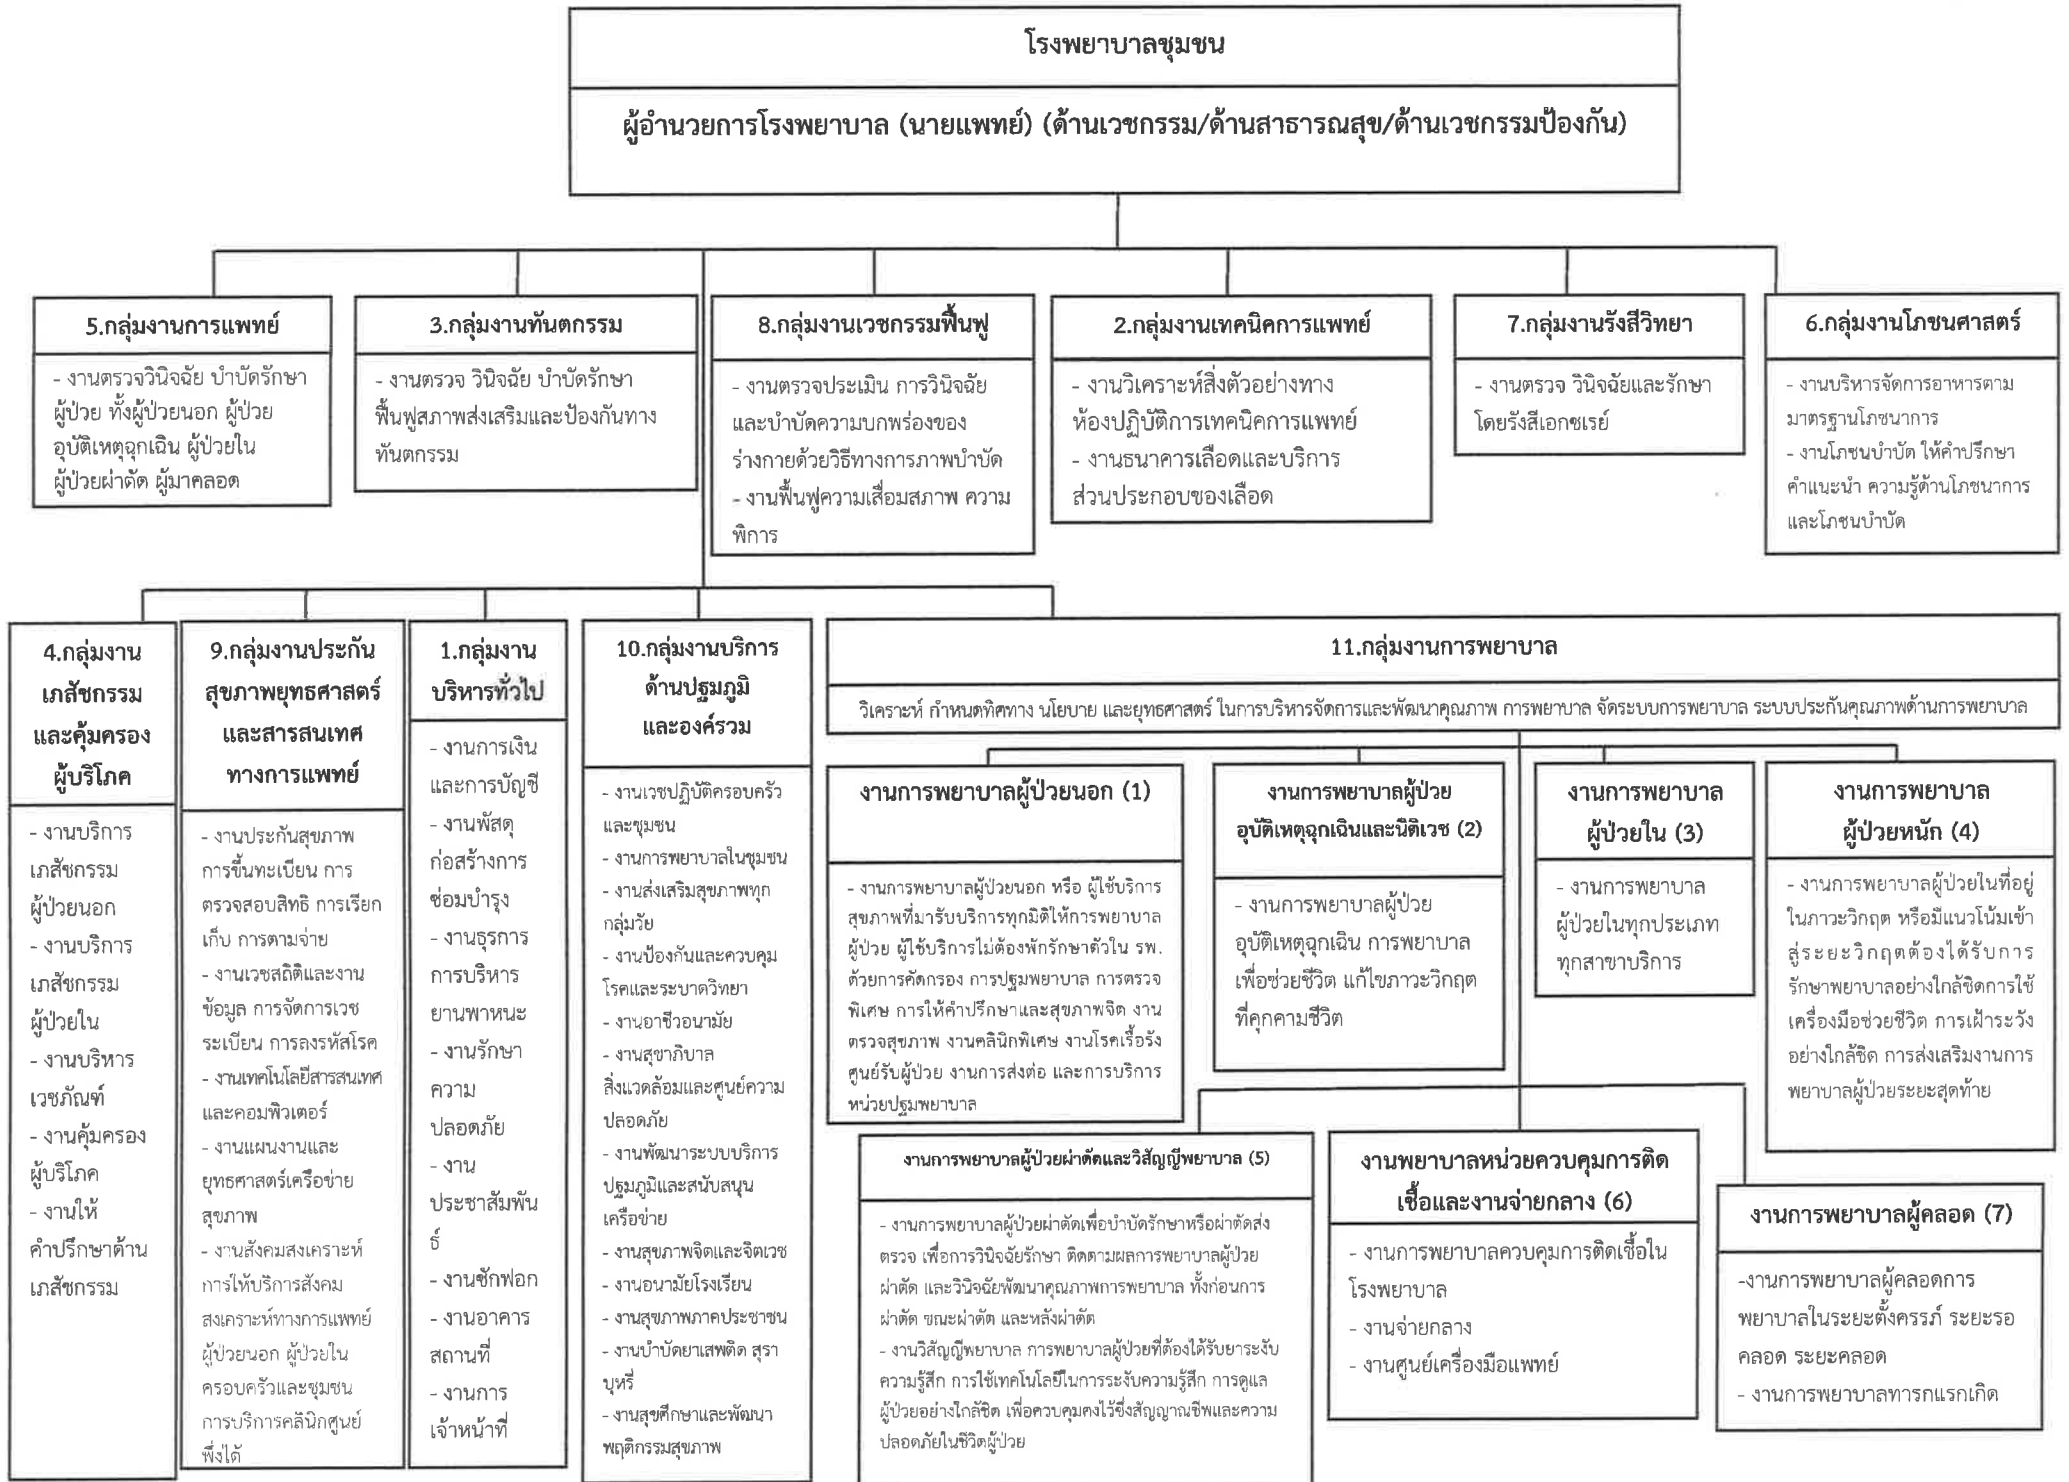 โรงพยาบาลชุมชน
ผู้อำนวยการโรงพยาบาล (นายแพทย์) (ด้านเวชกรรม/ด้านสาธารณสุข/ด้านเวชกรรมป้องกัน)
5.กลุ่มงานการแพทย์
- งานตรวจวินิจฉัย บำบัดรักษา
ผู้ป่วย ทั้งผู้ป่วยนอก ผู้ป่วย
อุบัติเหตุฉุกเฉิน ผู้ป่วยใน
ผู้ป่วยผ่าตัด ผู้มาคลอด
3.กลุ่มงานทันตกรรม
- งานตรวจ วินิจฉัย บำบัดรักษา
ฟื้นฟูสภาพส่งเสริมและป้องกันทาง
ทันตกรรม
8.กลุ่มงานเวชกรรมฟื้นฟู
- งานตรวจประเมิน การวินิจฉัย
และบำบัดความบกพร่องของ
ร่างกายด้วยวิธีทางการภาพบำบัด
- งานฟื้นฟูความเสื่อมสภาพ ความ
พิการ
2.กลุ่มงานเทคนิคการแพทย์
- งานวิเคราะห์สิ่งตัวอย่างทาง
ห้องปฏิบัติการเทคนิคการแพทย์
- งานธนาคารเลือดและบริการ
ส่วนประกอบของเลือด
7.กลุ่มงานรังสีวิทยา
- งานตรวจ วินิจฉัยและรักษา
โดยรังสีเอกซเรย์
6.กลุ่มงานโภชนศาสตร์
- งานบริหารจัดการอาหารตาม
มาตรฐานโภชนาการ
- งานโภชนบำบัด ให้คำปรึกษา
คำแนะนำ ความรู้ด้านโภชนาการ
และโภชนบำบัด
4.กลุ่มงาน
เภสัชกรรม
และคุ้มครอง
ผู้บริโภค
- งานบริการ
เภสัชกรรม
ผู้ป่วยนอก
- งานบริการ
เภสัชกรรม
ผู้ป่วยใน
- งานบริหาร
เวชภัณฑ์
- งานคุ้มครอง
ผู้บริโภค
- งานให้
คำปรึกษาด้าน
เภสัชกรรม
9.กลุ่มงานประกัน
สุขภาพยุทธศาสตร์
และสารสนเทศ
ทางการแพทย์
- งานประกันสุขภาพ
การขึ้นทะเบียน การ
ตรวจสอบสิทธิ การเรียก
เก็บ การตามจ่าย
- งานเวชสถิติและงาน
ข้อมูล การจัดการเวช
ระเบียน การลงรหัสโรค
- งานเทคโนโลยีสารสนเทศ
และคอมพิวเตอร์
- งานแผนงานและ
ยุทธศาสตร์เครือข่าย
สุขภาพ
- งานสังคมสงเคราะห์
การให้บริการสังคม
สงเคราะห์ทางการแพทย์
ผู้ป่วยนอก ผู้ป่วยใน
ครอบครัวและชุมชน
การบริการคลินิกศูนย์
พึ่งได้
1.กลุ่มงาน
บริหารทั่วไป
- งานการเงิน
และการบัญชี
- งานพัสดุ
ก่อสร้างการ
ซ่อมบำรุง
- งานธุรการ
การบริหาร
ยานพาหนะ
- งานรักษา
ความ
ปลอดภัย
- งาน
ประชาสัมพัน
ธ์
- งานซักฟอก
- งานอาคาร
สถานที่
- งานการ
เจ้าหน้าที่
10.กลุ่มงานบริการ
ด้านปฐมภูมิ
และองค์รวม
- งานเวชปฏิบัติครอบครัว
และชุมชน
- งานการพยาบาลในชุมชน
- งานส่งเสริมสุขภาพทุก
กลุ่มวัย
- งานป้องกันและควบคุม
โรคและระบาดวิทยา
- งานอาชีวอนามัย
- งานสุขาภิบาล
สิ่งแวดล้อมและศูนย์ความ
ปลอดภัย
- งานพัฒนาระบบบริการ
ปฐมภูมิและสนับสนุน
เครือข่าย
- งานสุขภาพจิตและจิตเวช
- งานอนามัยโรงเรียน
- งานสุขภาพภาคประชาชน
- งานบำบัดยาเสพติด สุรา
บุหรี่
- งานสุขศึกษาและพัฒนา
พฤติกรรมสุขภาพ
11.กลุ่มงานการพยาบาล
วิเคราะห์ กำหนดทิศทาง นโยบาย และยุทธศาสตร์ ในการบริหารจัดการและพัฒนาคุณภาพ การพยาบาล จัดระบบการพยาบาล ระบบประกันคุณภาพด้านการพยาบาล
งานการพยาบาลผู้ป่วยนอก (1)
- งานการพยาบาลผู้ป่วยนอก หรือ ผู้ใช้บริการ
สุขภาพที่มารับบริการทุกมิติให้การพยาบาล
ผู้ป่วย ผู้ใช้บริการไม่ต้องพักรักษาตัวใน รพ.
ด้วยการคัดกรอง การปฐมพยาบาล การตรวจ
พิเศษ การให้คำปรึกษาและสุขภาพจิต งาน
ตรวจสุขภาพ งานคลินิกพิเศษ งานโรคเรื้อรัง
ศูนย์รับผู้ป่วย งานการส่งต่อ และการบริการ
หน่วยปฐมพยาบาล
งานการพยาบาลผู้ป่วย
อุบัติเหตุฉุกเฉินและนิติเวช (2)
- งานการพยาบาลผู้ป่วย
อุบัติเหตุฉุกเฉิน การพยาบาล
เพื่อช่วยชีวิต แก้ไขภาวะวิกฤต
ที่คุกคามชีวิต
งานการพยาบาล
ผู้ป่วยใน (3)
- งานการพยาบาล
ผู้ป่วยในทุกประเภท
ทุกสาขาบริการ
งานการพยาบาล
ผู้ป่วยหนัก (4)
- งานการพยาบาลผู้ป่วยในที่อยู่
ในภาวะวิกฤต หรือมีแนวโน้มเข้า
สู่ระยะวิกฤตต้องได้รับการ
รักษาพยาบาลอย่างใกล้ชิดการใช้
เครื่องมือช่วยชีวิต การเฝ้าระวัง
อย่างใกล้ชิด การส่งเสริมงานการ
พยาบาลผู้ป่วยระยะสุดท้าย
งานการพยาบาลผู้ป่วยผ่าตัดและวิสัญญีพยาบาล (5)
- งานการพยาบาลผู้ป่วยผ่าตัดเพื่อบำบัดรักษาหรือผ่าตัดส่ง
ตรวจ เพื่อการวินิจฉัยรักษา ติดตามผลการพยาบาลผู้ป่วย
ผ่าตัด และวินิจฉัยพัฒนาคุณภาพการพยาบาล ทั้งก่อนการ
ผ่าตัด ขณะผ่าตัด และหลังผ่าตัด
- งานวิสัญญีพยาบาล การพยาบาลผู้ป่วยที่ต้องได้รับยาระงับ
ความรู้สึก การใช้เทคโนโลยีในการระงับความรู้สึก การดูแล
ผู้ป่วยอย่างใกล้ชิด เพื่อควบคุมคงไว้ซึ่งสัญญาณชีพและความ
ปลอดภัยในชีวิตผู้ป่วย
งานพยาบาลหน่วยควบคุมการติด
เชื้อและงานจ่ายกลาง (6)
- งานการพยาบาลควบคุมการติดเชื้อใน
โรงพยาบาล
- งานจ่ายกลาง
- งานศูนย์เครื่องมือแพทย์
งานการพยาบาลผู้คลอด (7)
-งานการพยาบาลผู้คลอดการ
พยาบาลในระยะตั้งครรภ์ ระยะรอ
คลอด ระยะคลอด
- งานการพยาบาลทารกแรกเกิด